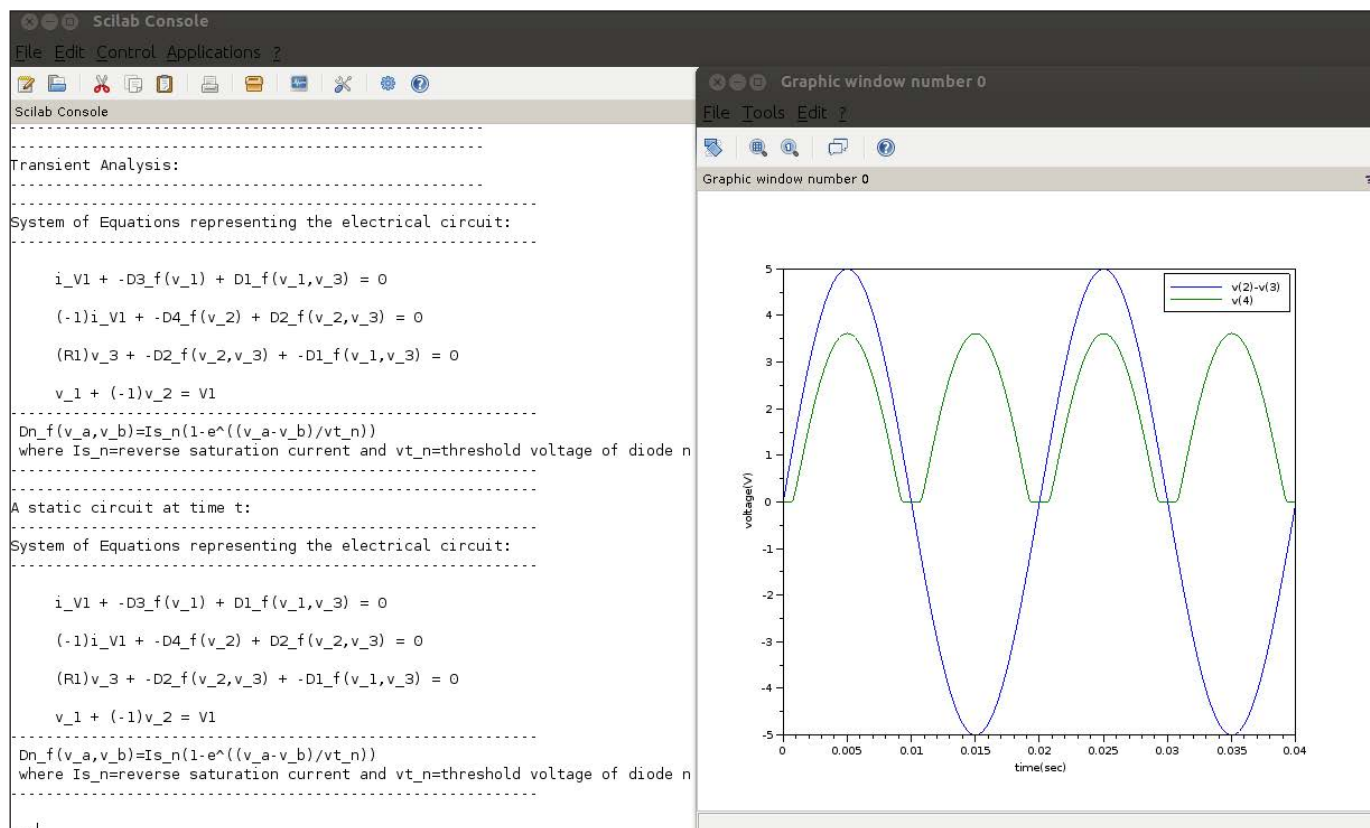 Scilab Console
File Edit Control Applications ?
Scilab Console
---------------------------------------------------
---------------------------------------------------
Transient Analysis:
---------------------------------------------------
---------------------------------------------------------
System of Equations representing the electrical circuit:
---------------------------------------------------------
i_V1 + -D3_f(v_1) + D1_f(v_1,v_3) = 0
(-1)i_V1 + -D4_f(v_2) + D2_f(v_2,v_3) = 0
(R1)v_3 + -D2_f(v_2,v_3) + -D1_f(v_1,v_3) = 0
v_1 + (-1)v_2 = V1
---------------------------------------------------------
Dn_f(v_a,v_b)=Is_n(1-e^((v_a-v_b)/vt_n))
where Is_n=reverse saturation current and vt_n=threshold voltage of diode n
---------------------------------------------------------
---------------------------------------------------------
A static circuit at time t:
---------------------------------------------------------
System of Equations representing the electrical circuit:
---------------------------------------------------------
i_V1 + -D3_f(v_1) + D1_f(v_1,v_3) = 0
(-1)i_V1 + -D4_f(v_2) + D2_f(v_2,v_3) = 0
(R1)v_3 + -D2_f(v_2,v_3) + -D1_f(v_1,v_3) = 0
v_1 + (-1)v_2 = V1
---------------------------------------------------------
Dn_f(v_a,v_b)=Is_n(1-e^((v_a-v_b)/vt_n))
where Is_n=reverse saturation current and vt_n=threshold voltage of diode n
---------------------------------------------------------
Graphic window number 0
File Tools Edit ?
Graphic window number 0
?
v(2)-v(3)
v(4)
5
4
3
2
1
0
-1
-2
-3
-4
-5
voltage(V)
0 0.005 0.01 0.015 0.02 0.025 0.03 0.035 0.04
time(sec)